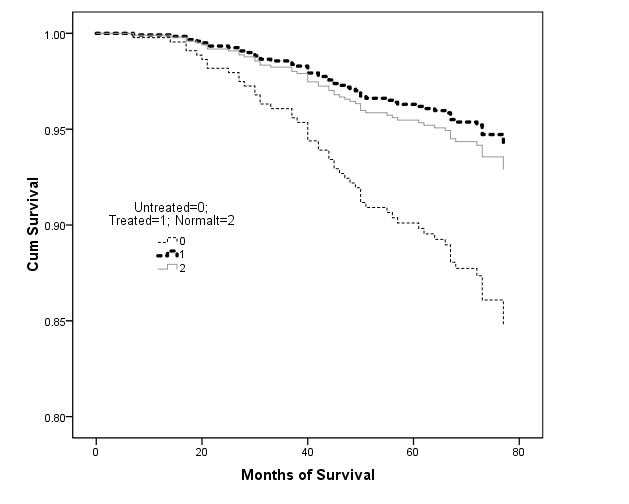 1.00
0.95
0.90
0.85
0.80
Cum Survival
Untreated=0;
Treated=1; Normalt=2
0
1
2
0 20 40 60 80
Months of Survival